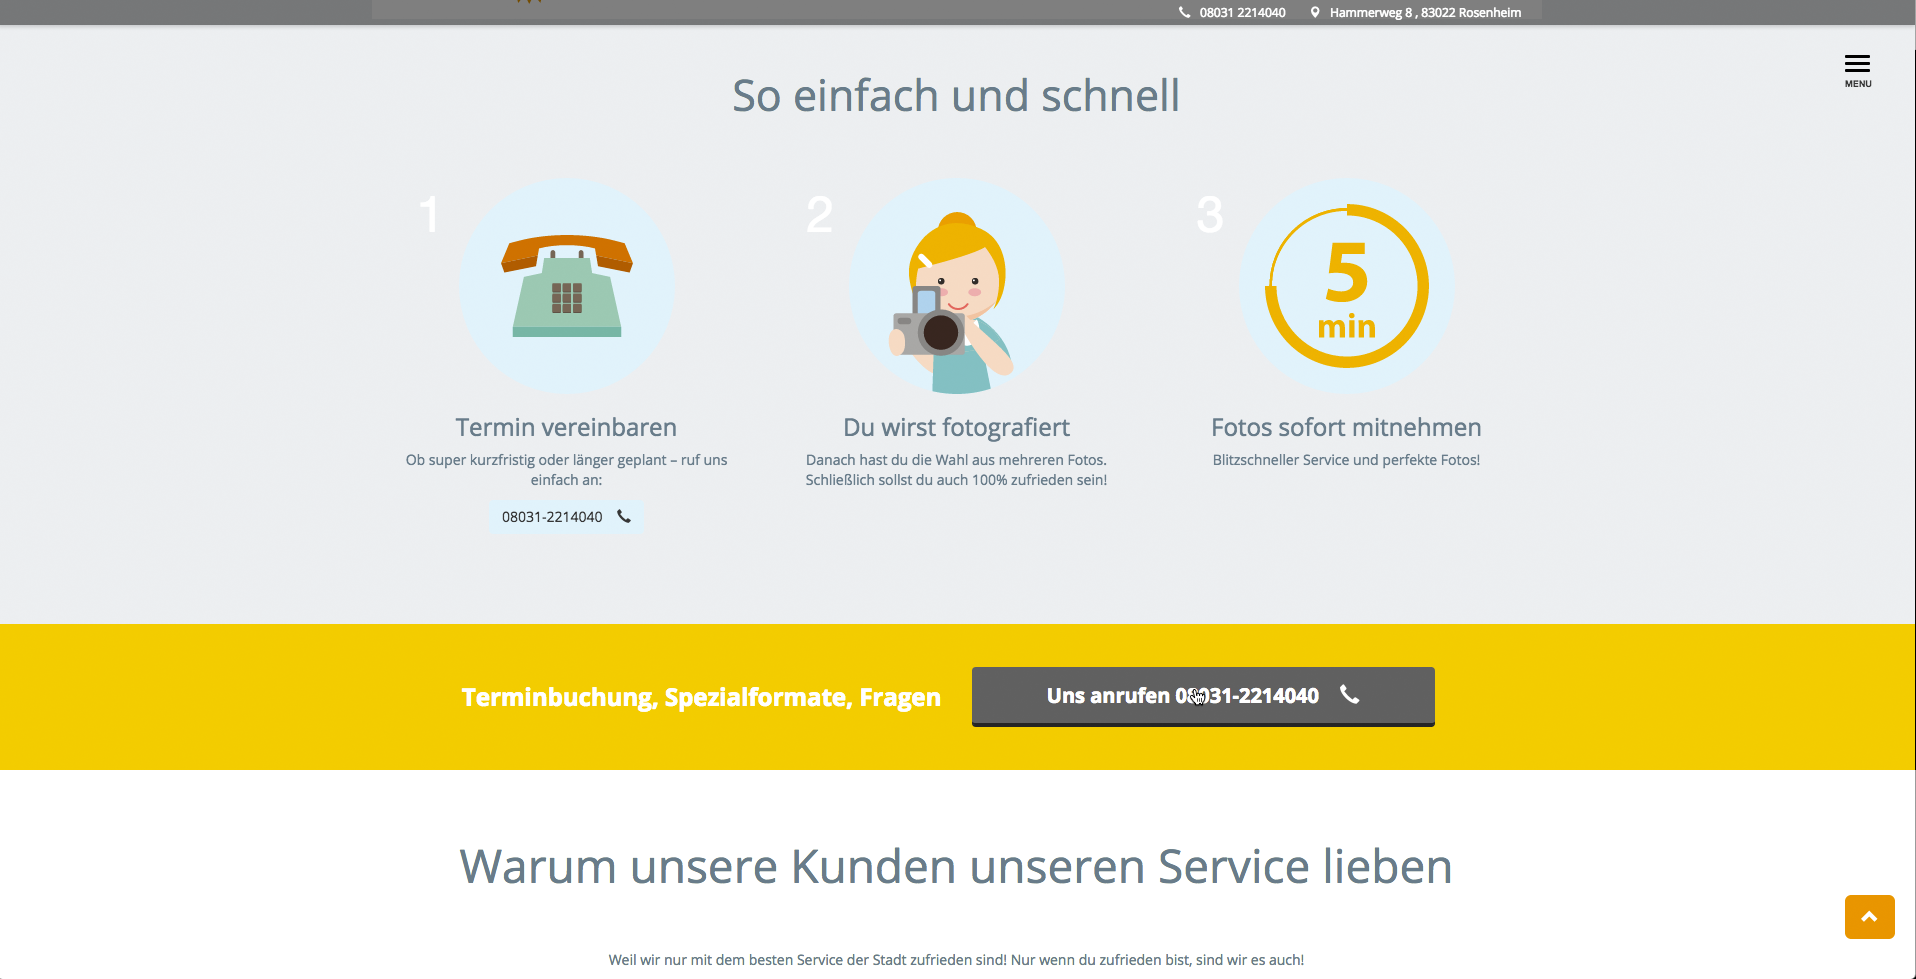 08031 2214040
Hammerweg 8 , 83022 Rosenheim
MENU
So einfach und schnell
1
2
3
5
min
Termin vereinbaren
Ob super kurzfristig oder länger geplant – ruf uns
einfach an:
08031-2214040
Du wirst fotografiert
Danach hast du die Wahl aus mehreren Fotos.
Schließlich sollst du auch 100% zufrieden sein!
Fotos sofort mitnehmen
Blitzschneller Service und perfekte Fotos!
Terminbuchung, Spezialformate, Fragen
Uns anrufen 08031-2214040
Warum unsere Kunden unseren Service lieben
Weil wir nur mit dem besten Service der Stadt zufrieden sind! Nur wenn du zufrieden bist, sind wir es auch!